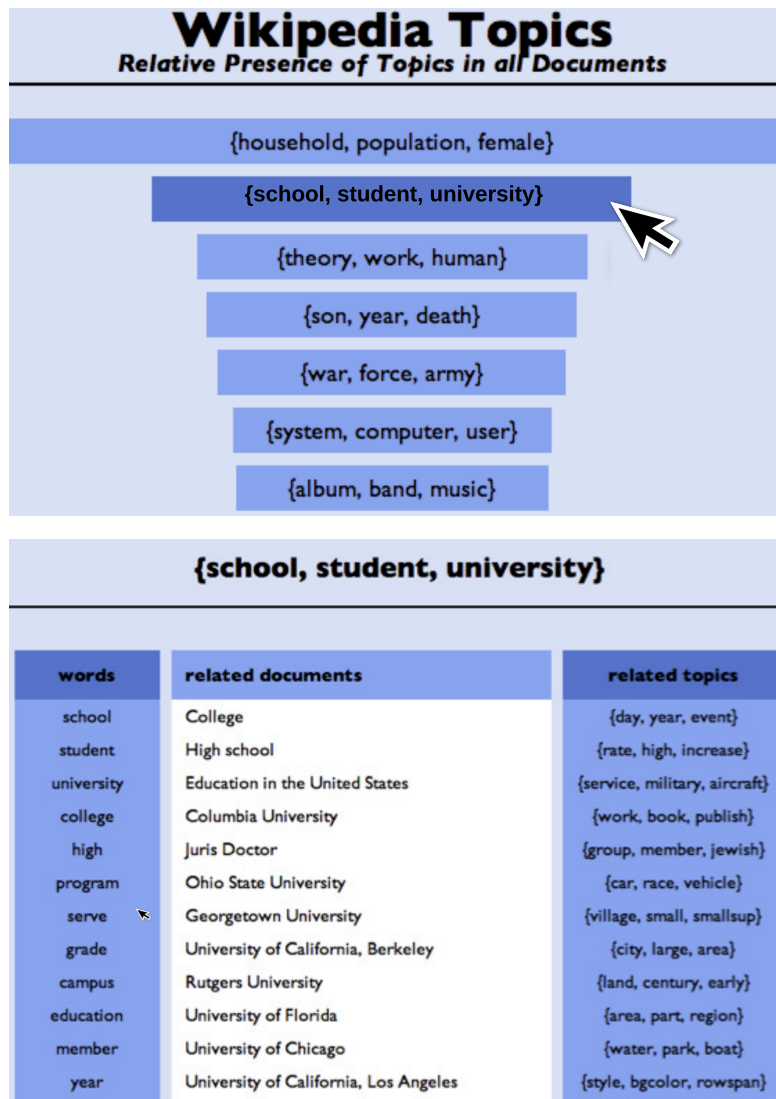 Wikipedia Topics
Relative Presence of Topics in all Documents
{household, population, female}
{school, student, university}
{theory, work, human}
{son, year, death}
{war, force, army}
{system, computer, user}
{album, band, music}
{school, student, university}
words related documents related topics
school College {day, year, event}
student High school {rate, high, increase}
university Education in the United States {service, military, aircraft}
college Columbia University {work, book, publish}
high Juris Doctor {group, member, jewish}
program Ohio State University {car, race, vehicle}
serve Georgetown University {village, small, smallsup}
grade University of California, Berkeley {city, large, area}
campus Rutgers University {land, century, early}
education University of Florida {area, part, region}
member University of Chicago {water, park, boat}
year University of California, Los Angeles {style, bgcolor, rowspan}